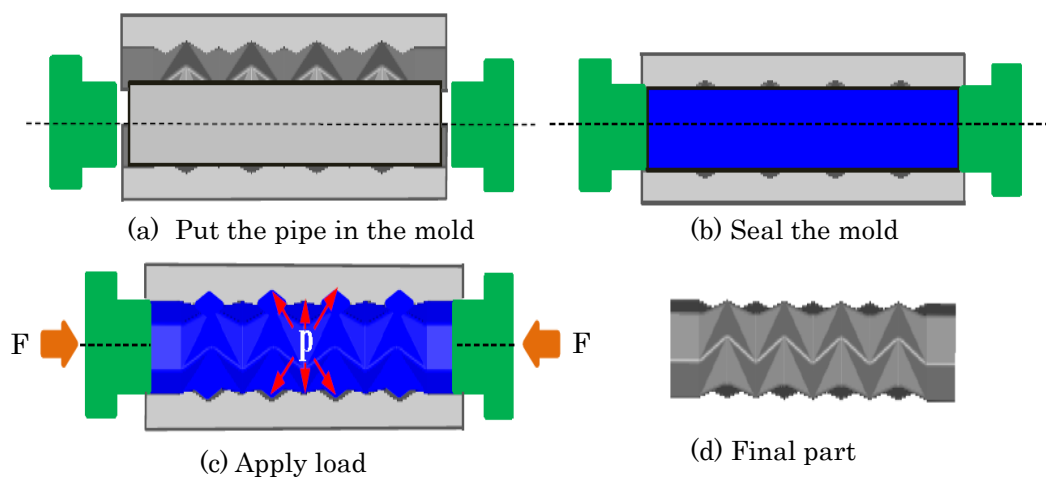 (a) Put the pipe in the mold
(b) Seal the mold
F
p
F
(c) Apply load
(d) Final part